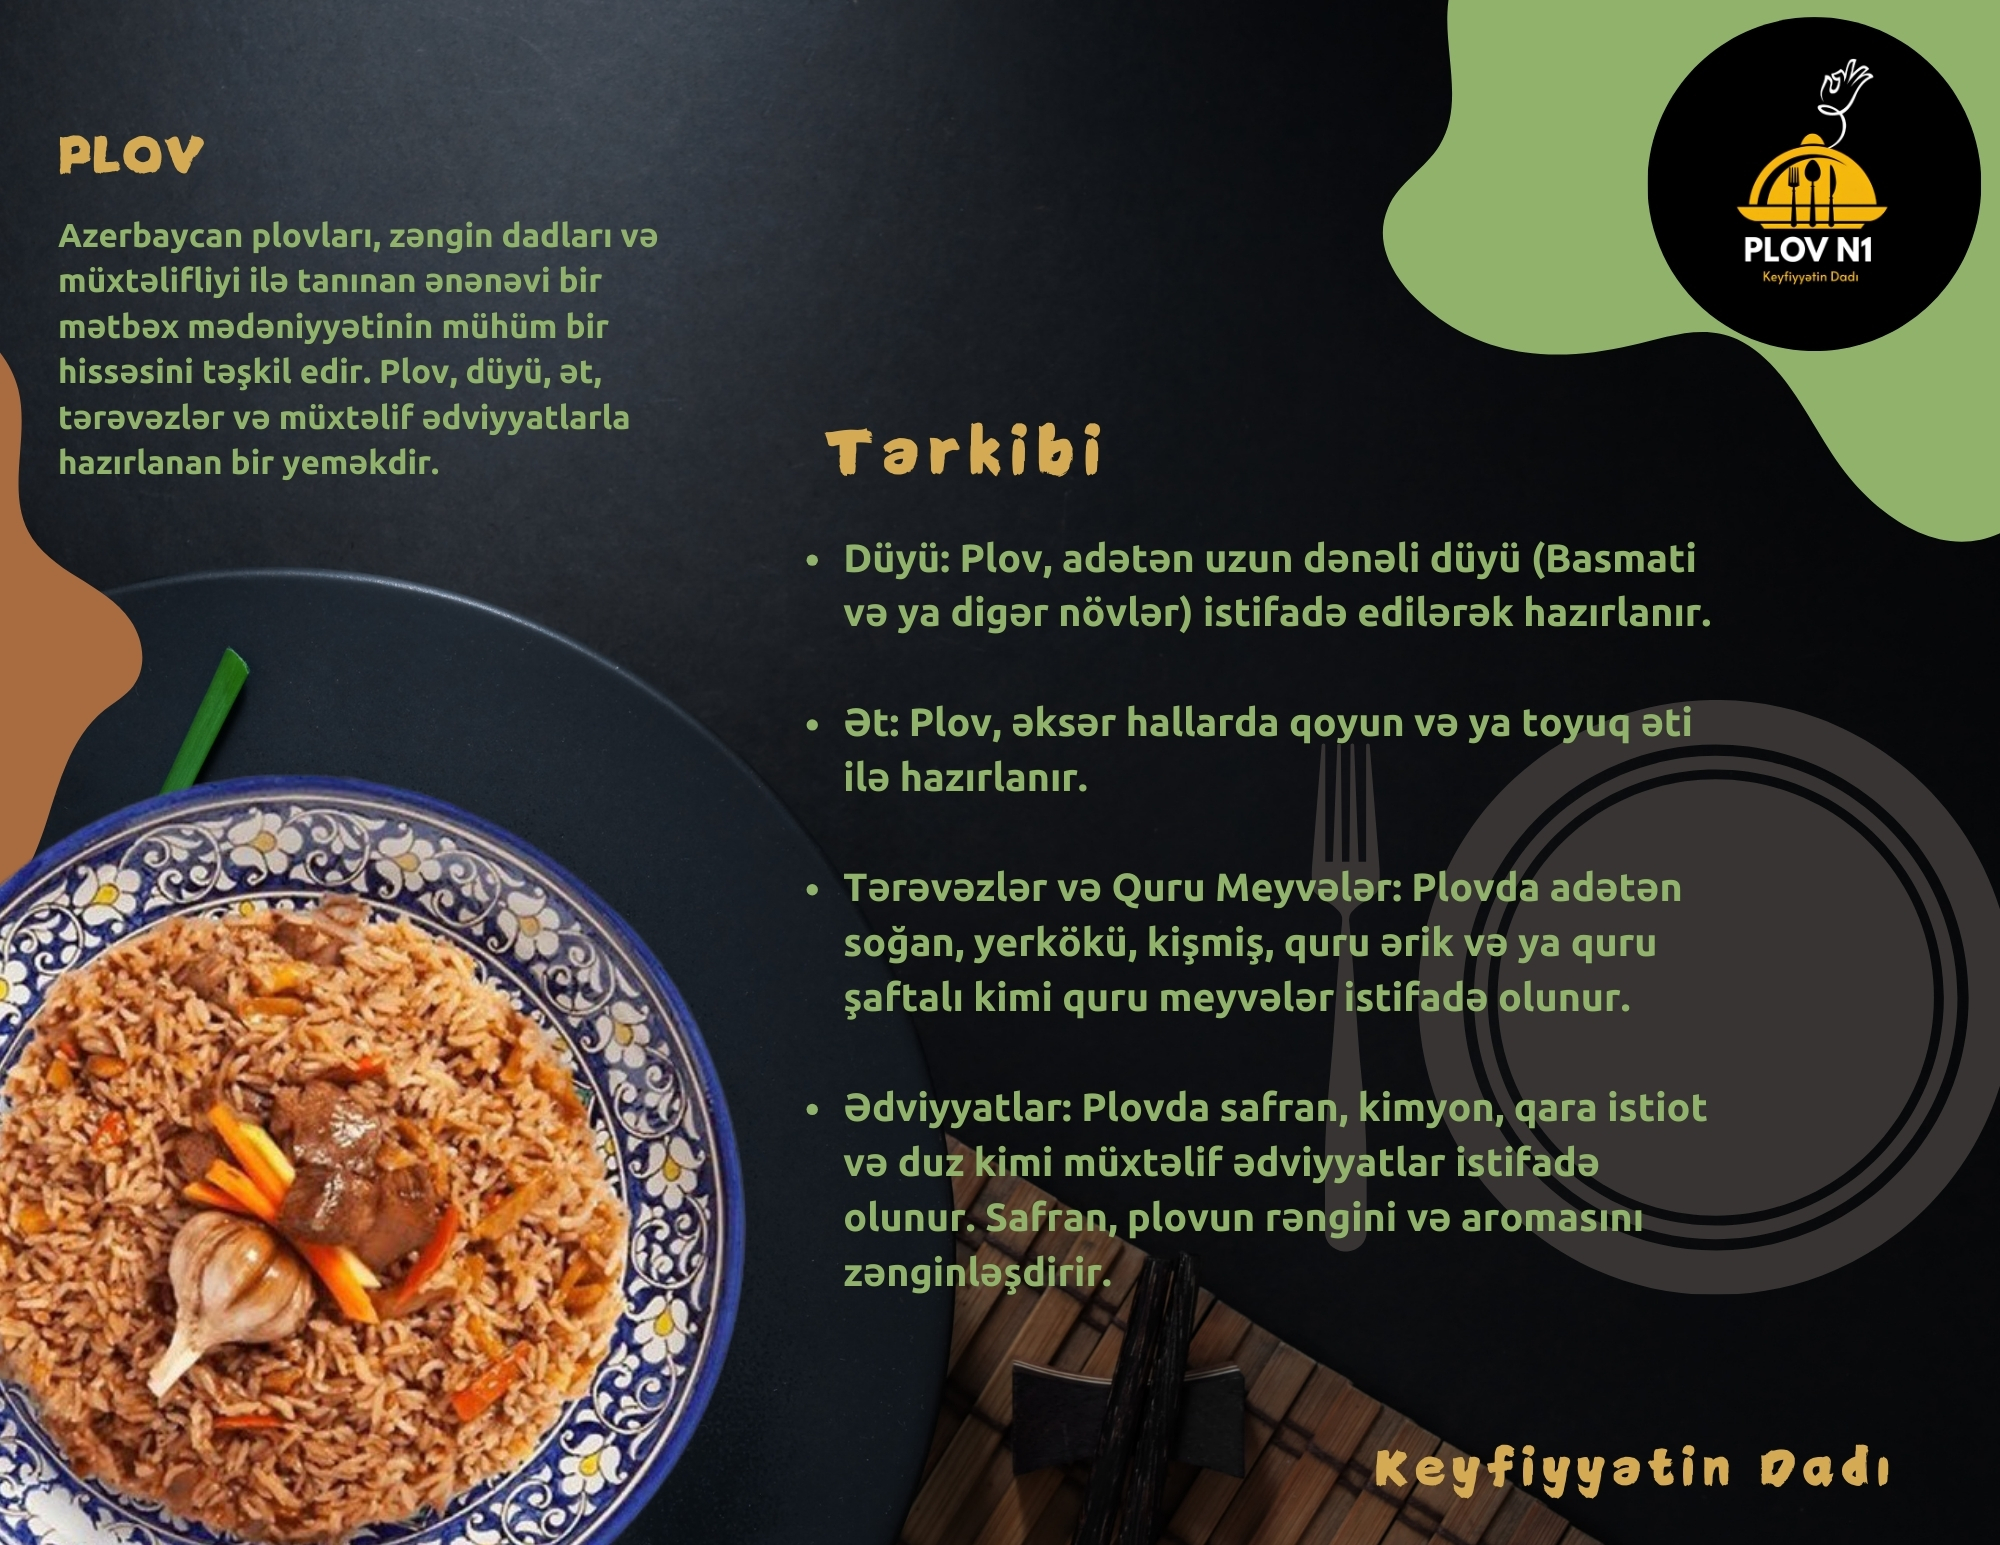 PLOV
Azerbaycan plovları, zəngin dadları və
müxtəlifliyi ilə tanınan ənənəvi bir
mətbəx mədəniyyətinin mühüm bir
hissəsini təşkil edir. Plov, düyü, ət,
tərəvəzlər və müxtəlif ədviyyatlarla
hazırlanan bir yeməkdir.
PLOV N1
Keyfiyyətin Dadı
Tərkibi
• Düyü: Plov, adətən uzun dənəli düyü (Basmati
və ya digər növlər) istifadə edilərək hazırlanır.
• Ət: Plov, əksər hallarda qoyun və ya toyuq əti
ilə hazırlanır.
• Tərəvəzlər və Quru Meyvələr: Plovda adətən
soğan, yerkökü, kişmiş, quru ərik və ya quru
şaftalı kimi quru meyvələr istifadə olunur.
• Ədviyyatlar: Plovda safran, kimyon, qara istiot
və duz kimi müxtəlif ədviyyatlar istifadə
olunur. Safran, plovun rəngini və aromasını
zənginləşdirir.
Keyfiyyətin Dadı